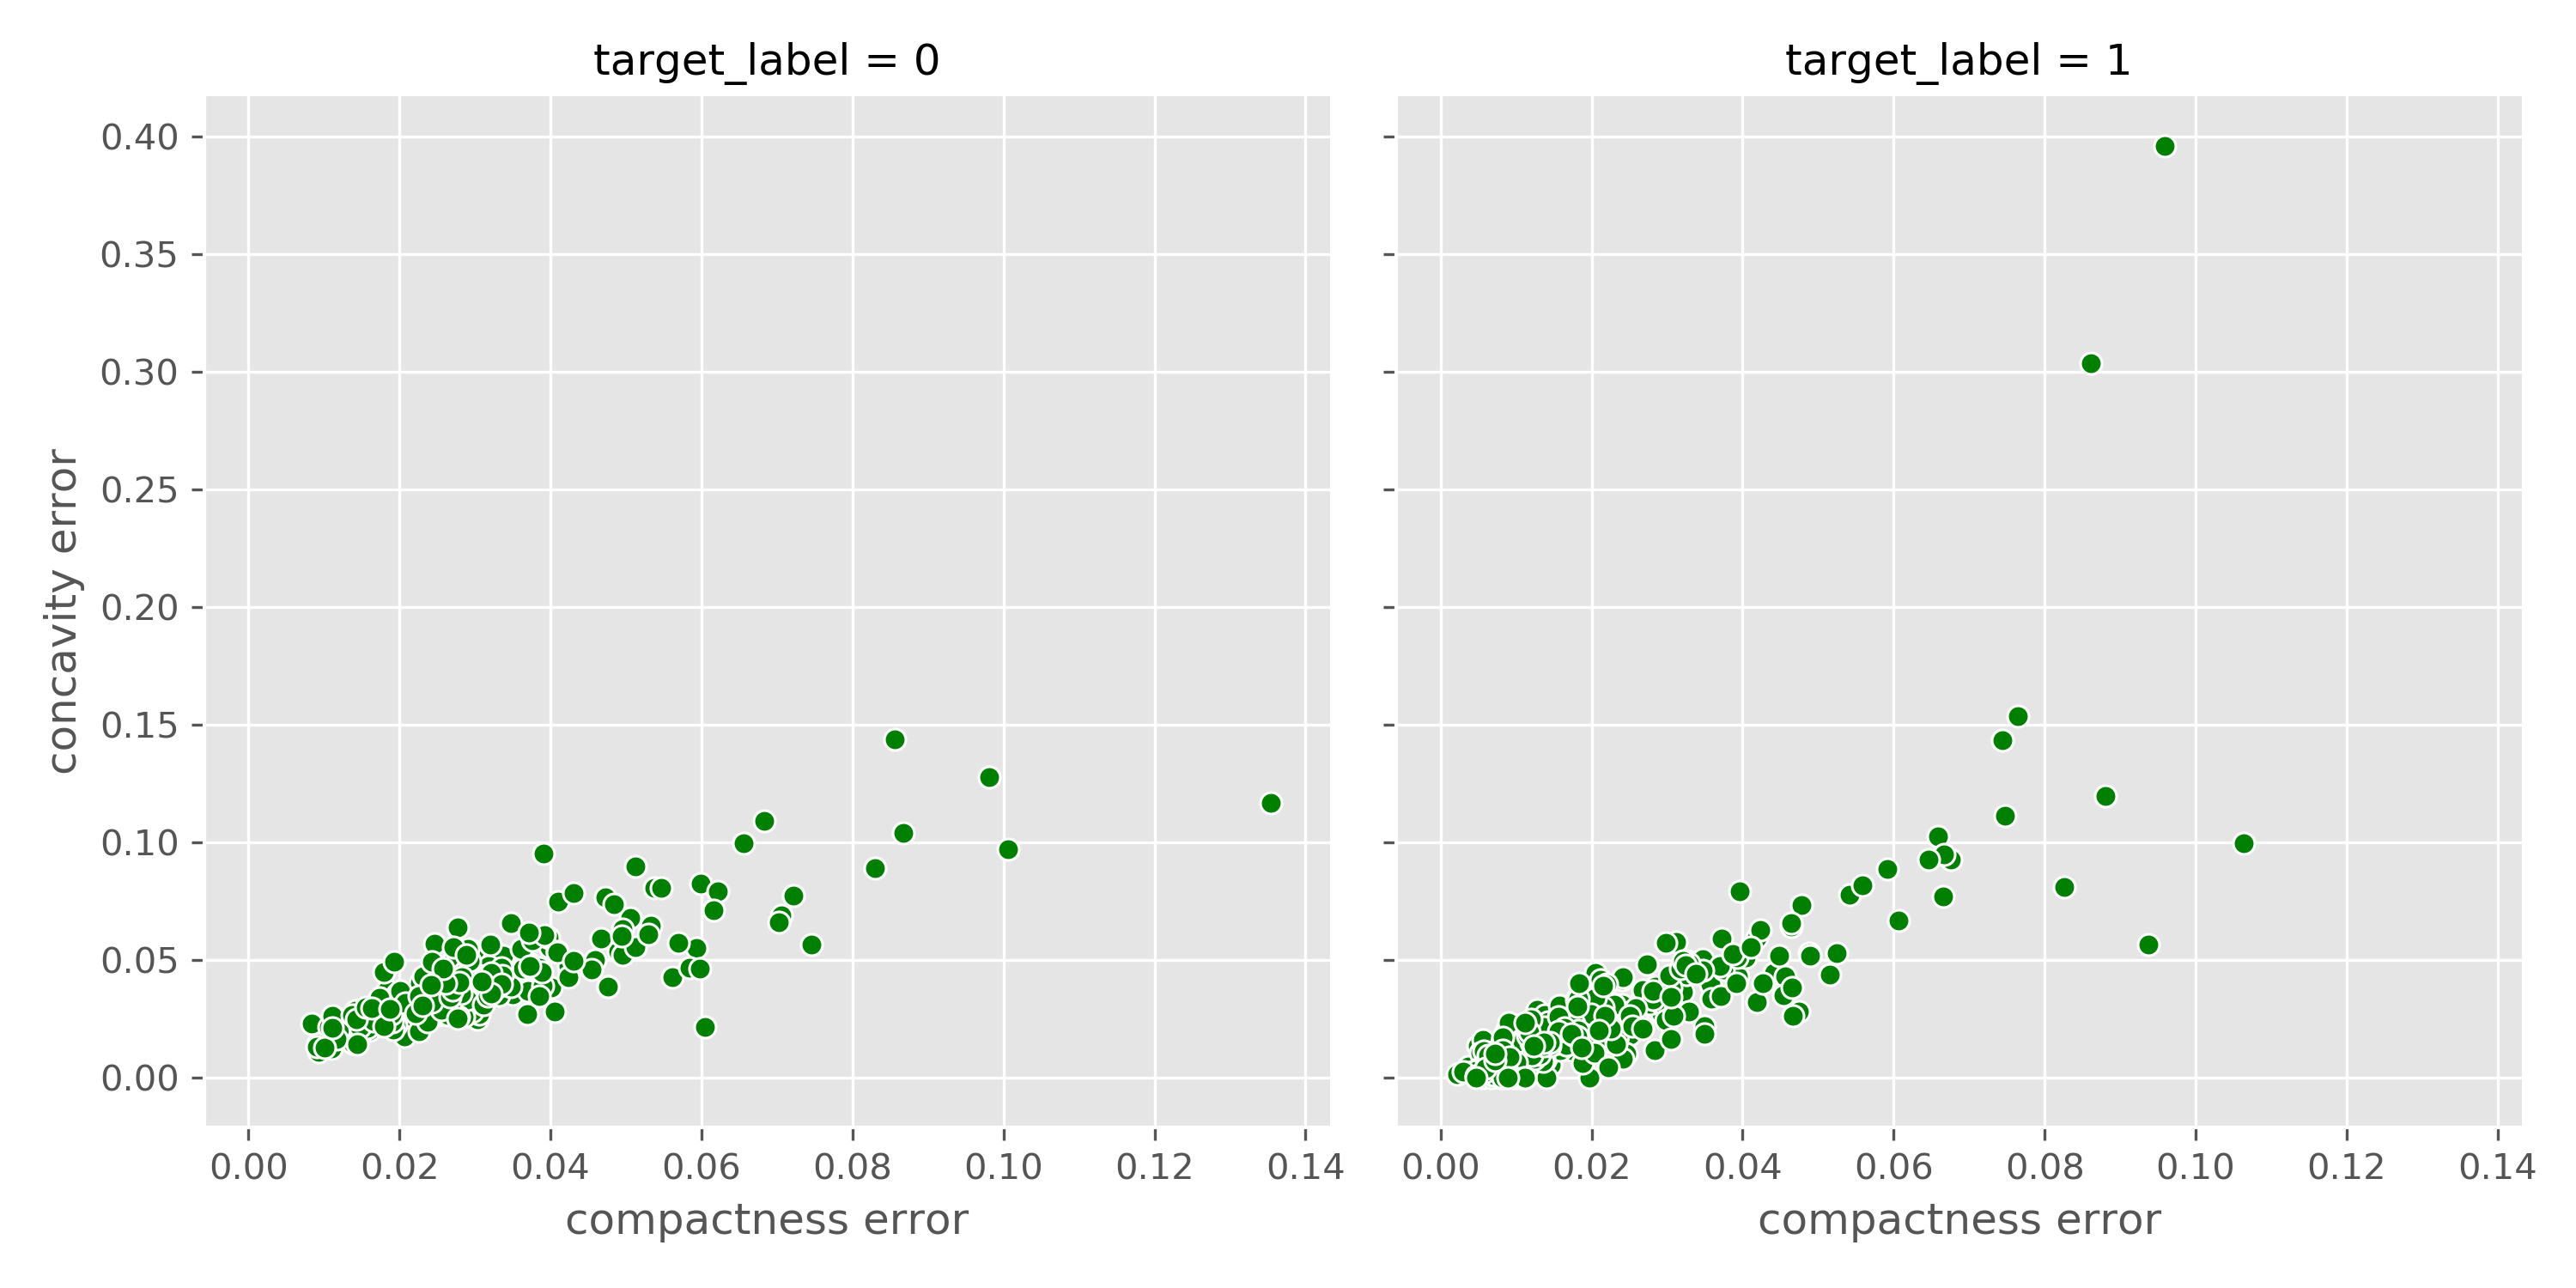 target_label = 0
target_label = 1
0.40
0.35
0.30
0.25
0.20
0.15
0.10
0.05
0.00
concavity error
0.00 0.02 0.04 0.06 0.08 0.10 0.12 0.14
0.00 0.02 0.04 0.06 0.08 0.10 0.12 0.14
compactness error
compactness error